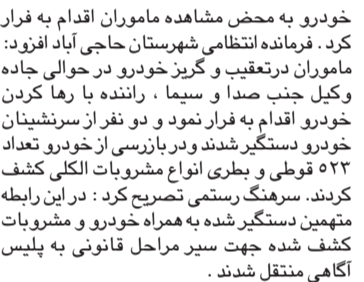 خودرو به محض مشاهده ماموران اقدام به فرار
کرد . فرمانده انتظامی شهرستان حاجی آباد افزود:
ماموران درتعقیب و گریز خودرو در حوالی جاده
وکیل جنب صدا و سیما ، راننده با رها کردن
خودرو اقدام به فرار نمود و دو نفر از سرنشینان
خودرو دستگیر شدند ودر بازرسی از خودرو تعداد
۵۲۳ قوطی و بطری انواع مشروبات الکلی کشف
کردند. سرهنگ رستمی تصریح کرد : در این رابطه
متهمین دستگیر شده به همراه خودرو و مشروبات
کشف شده جهت سیر مراحل قانونی به پلیس
آگاهی منتقل شدند .